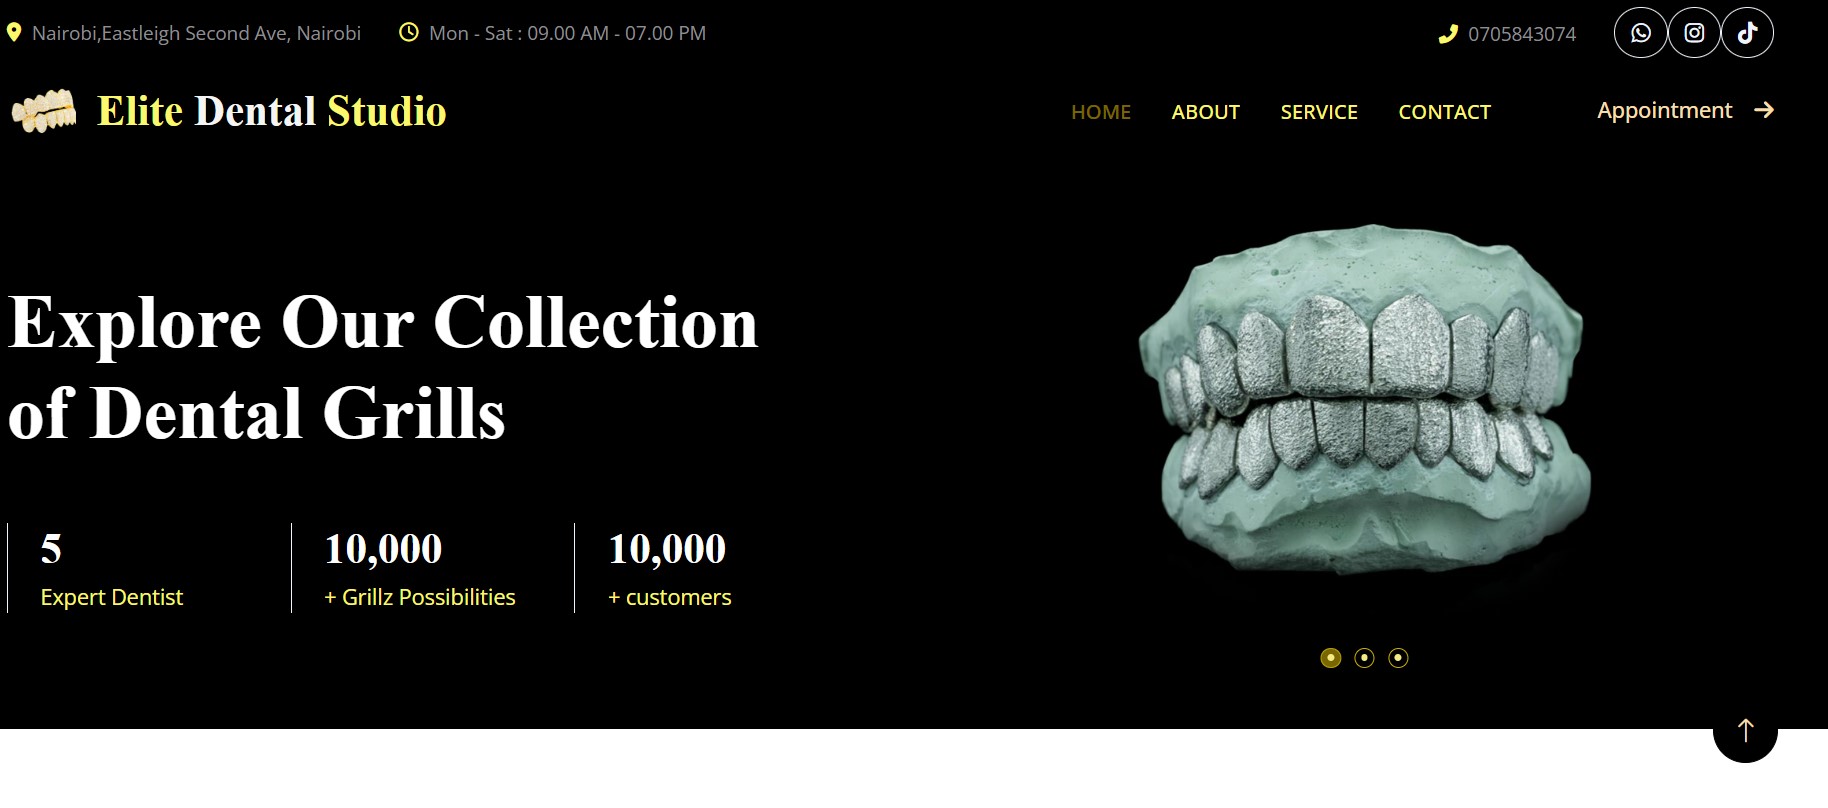 Nairobi,Eastleigh Second Ave, Nairobi
Mon - Sat : 09.00 AM - 07.00 PM
0705843074
Elite Dental Studio
HOME
ABOUT
SERVICE
CONTACT
Appointment
Explore Our Collection
of Dental Grills
5
Expert Dentist
10,000
+ Grillz Possibilities
10,000
+ customers